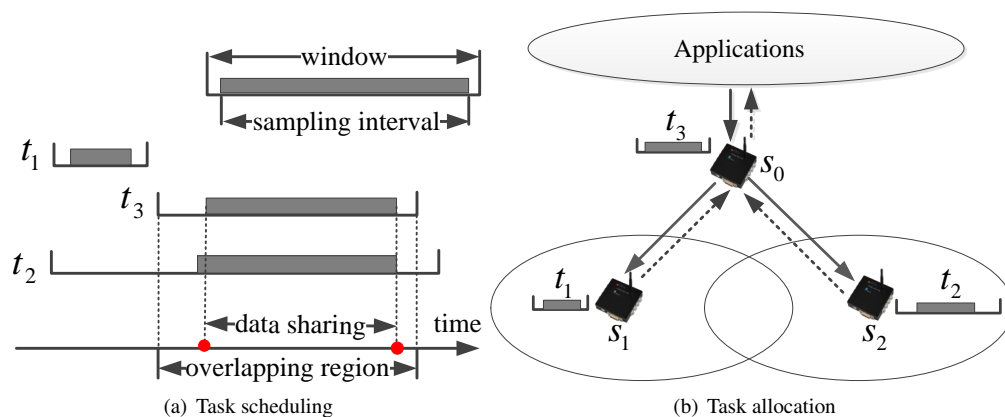 window
sampling interval
t1
t3
t2
data sharing
time
overlapping region
(a) Task scheduling
Applications
t3
s0
t1
s1
t2
s2
(b) Task allocation